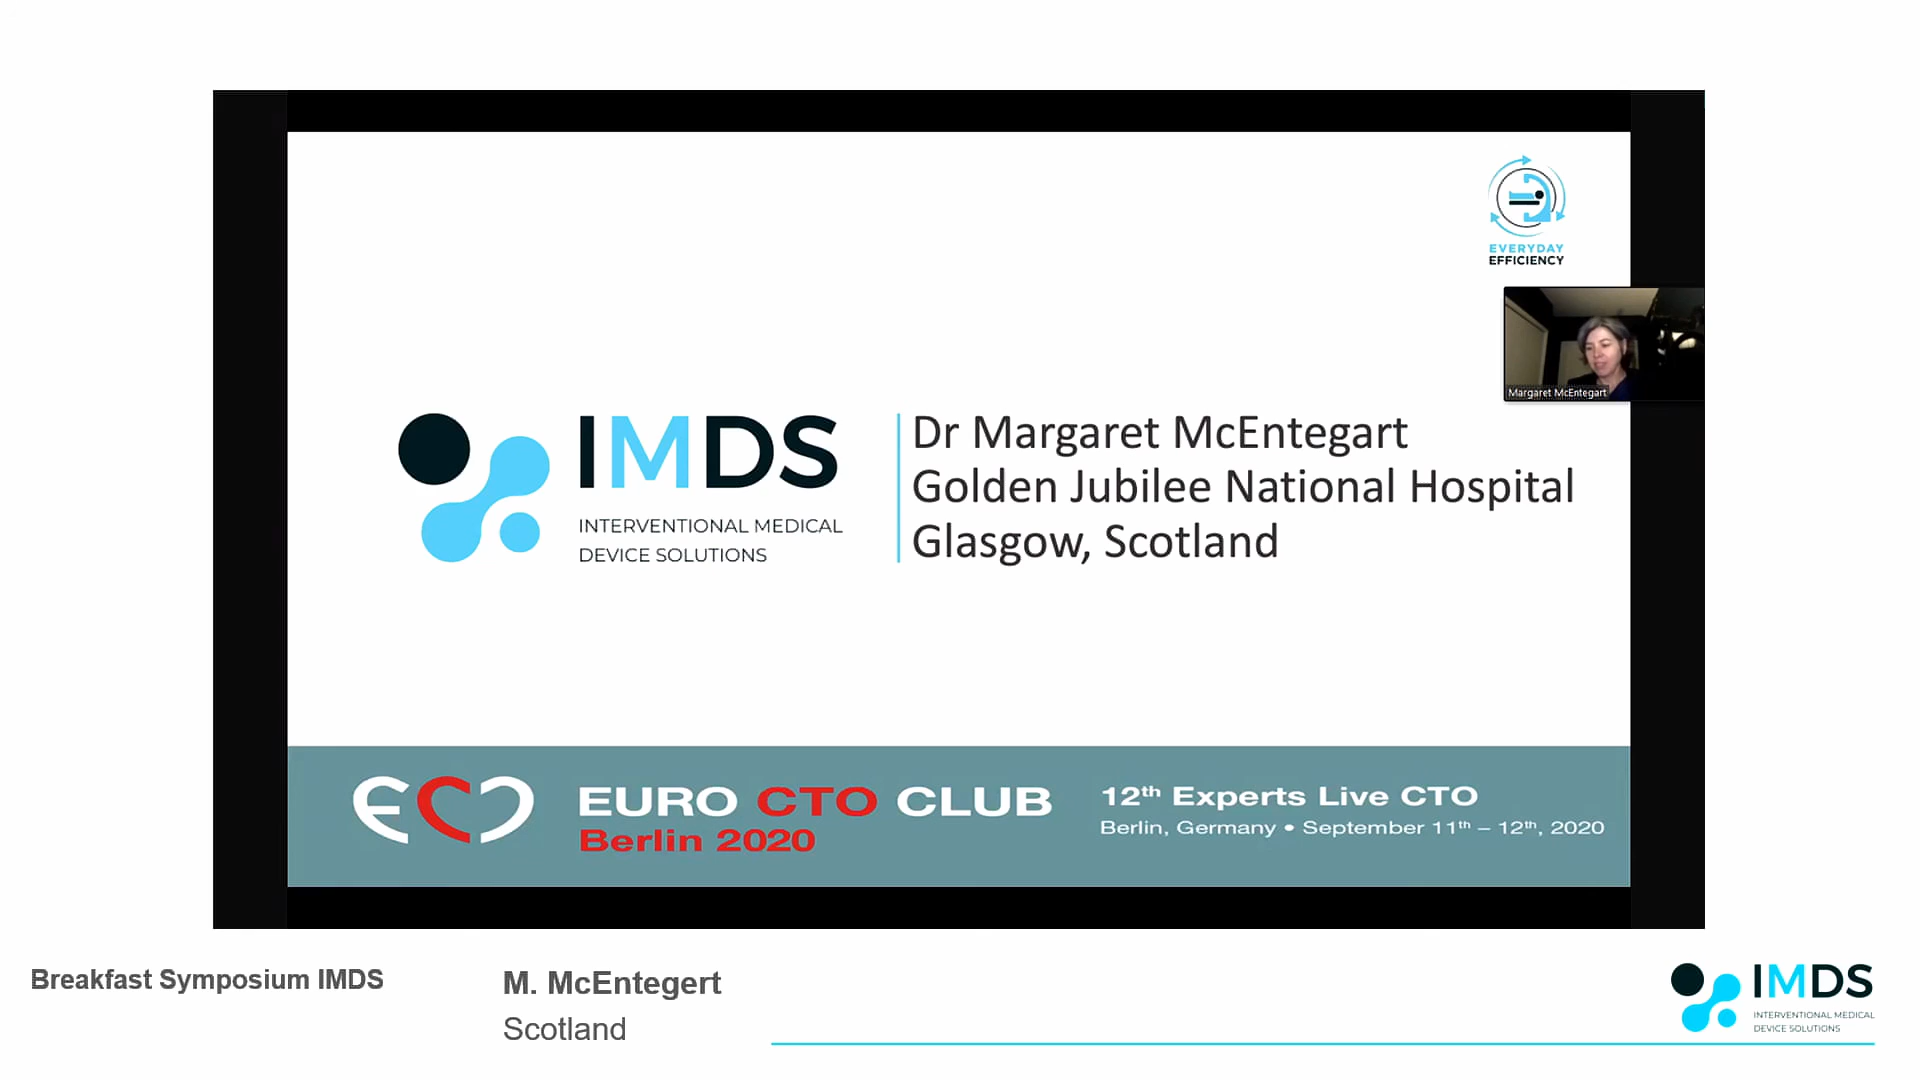 EVERYDAY
EFFICIENCY
Margaret McEntegart
IMDS
INTERVENTIONAL MEDICAL
DEVICE SOLUTIONS
Dr Margaret McEntegart
Golden Jubilee National Hospital
Glasgow, Scotland
ECC
EURO CTO CLUB
Berlin 2020
12th Experts Live CTO
Berlin, Germany • September 11th – 12th, 2020
Breakfast Symposium IMDS
M. McEntegert
Scotland
IMDS
INTERVENTIONAL MEDICAL
DEVICE SOLUTIONS